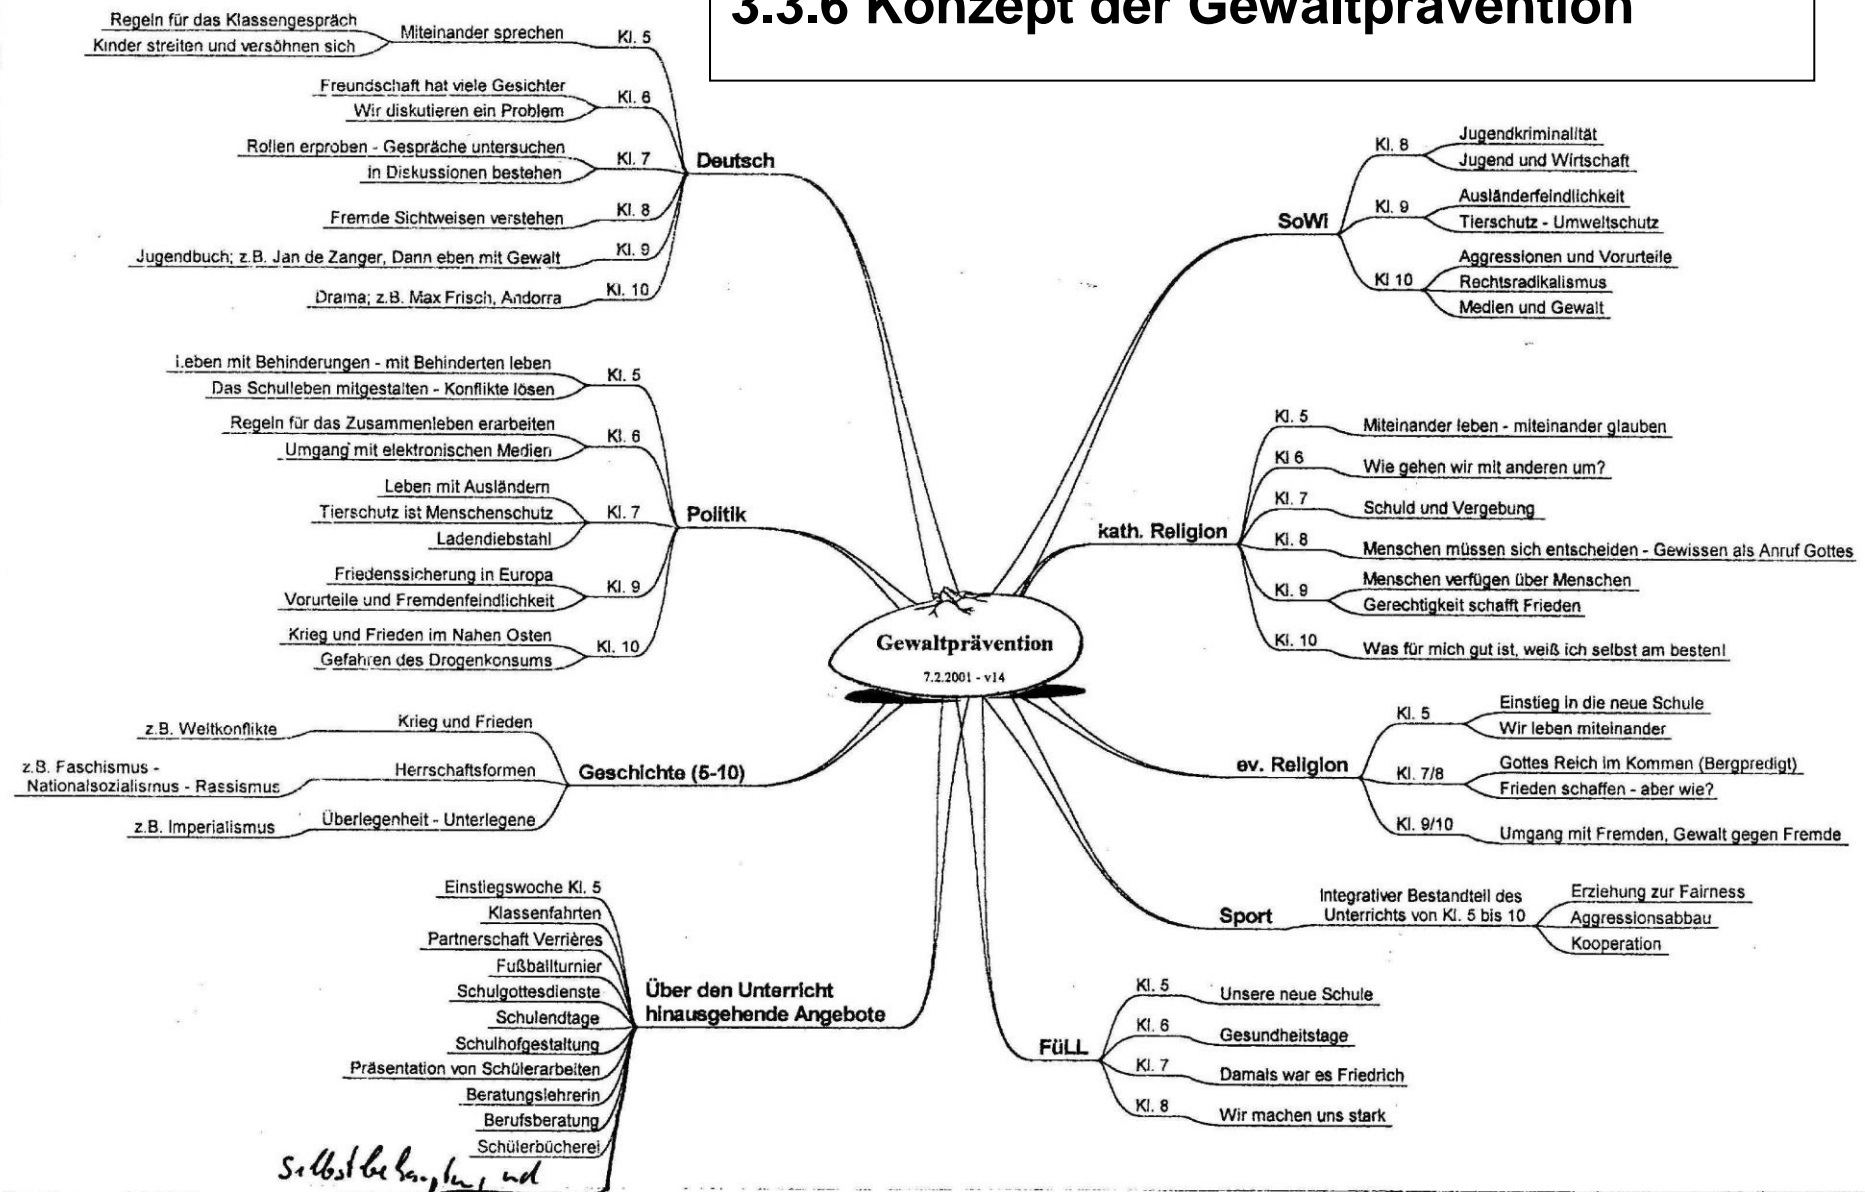 3.3.6 Konzept der Gewaltprävention
Regeln für das Klassengespräch
Kinder streiten und versöhnen sich
Miteinander sprechen
Kl. 5
Freundschaft hat viele Gesichter
Wir diskutieren ein Problem
Kl. 6
Rollen erproben - Gespräche untersuchen
in Diskussionen bestehen
Kl. 7
Fremde Sichtweisen verstehen
Kl. 8
Jugendbuch; z.B. Jan de Zanger, Dann eben mit Gewalt
Kl. 9
Drama; z.B. Max Frisch, Andorra
Kl. 10
Deutsch
Leben mit Behinderungen - mit Behinderten leben
Das Schulleben mitgestalten - Konflikte lösen
Kl. 5
Regeln für das Zusammenleben erarbeiten
Umgang mit elektronischen Medien
Kl. 6
Leben mit Ausländern
Tierschutz ist Menschenschutz
Ladendiebstahl
Kl. 7
Friedenssicherung in Europa
Vorurteile und Fremdenfeindlichkeit
Kl. 9
Krieg und Frieden im Nahen Osten
Gefahren des Drogenkonsums
Kl. 10
Politik
z.B. Weltkonflikte
Krieg und Frieden
z.B. Faschismus -
Nationalsozialismus - Rassismus
Herrschaftsformen
z.B. Imperialismus
Überlegenheit - Unterlegene
Geschichte (5-10)
Einstiegswoche Kl. 5
Klassenfahrten
Partnerschaft Verrières
Fußballturnier
Schulgottesdienste
Schulendtage
Schulhofgestaltung
Präsentation von Schülerarbeiten
Beratungslehrerin
Berufsberatung
Schülerbücherei
Selbstbehauptung und
Über den Unterricht
hinausgehende Angebote
Gewaltprävention
7.2.2001 - v14
SoWi
Kl. 8
Jugendkriminalität
Jugend und Wirtschaft
Kl. 9
Ausländerfeindlichkeit
Tierschutz - Umweltschutz
Kl 10
Aggressionen und Vorurteile
Rechtsradikalismus
Medien und Gewalt
kath. Religion
Kl. 5
Miteinander leben - miteinander glauben
Kl 6
Wie gehen wir mit anderen um?
Kl. 7
Schuld und Vergebung
Kl. 8
Menschen müssen sich entscheiden - Gewissen als Anruf Gottes
Kl. 9
Menschen verfügen über Menschen
Gerechtigkeit schafft Frieden
Kl. 10
Was für mich gut ist, weiß ich selbst am besten!
ev. Religion
Kl. 5
Einstieg in die neue Schule
Wir leben miteinander
Kl. 7/8
Gottes Reich im Kommen (Bergpredigt)
Frieden schaffen - aber wie?
Kl. 9/10
Umgang mit Fremden, Gewalt gegen Fremde
Sport
Integrativer Bestandteil des
Unterrichts von Kl. 5 bis 10
Erziehung zur Fairness
Aggressionsabbau
Kooperation
FüLL
Kl. 5
Unsere neue Schule
Kl. 6
Gesundheitstage
Kl. 7
Damals war es Friedrich
Kl. 8
Wir machen uns stark